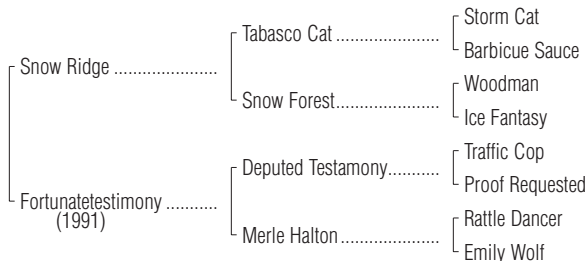 Storm Cat
Tabasco Cat ......................
Barbicue Sauce
Snow Ridge ......................
Woodman
Snow Forest......................
Ice Fantasy
Traffic Cop
Deputed Testamony...........
Proof Requested
Fortunatetestimony ...........
(1991)
Rattle Dancer
Merle Halton .....................
Emily Wolf